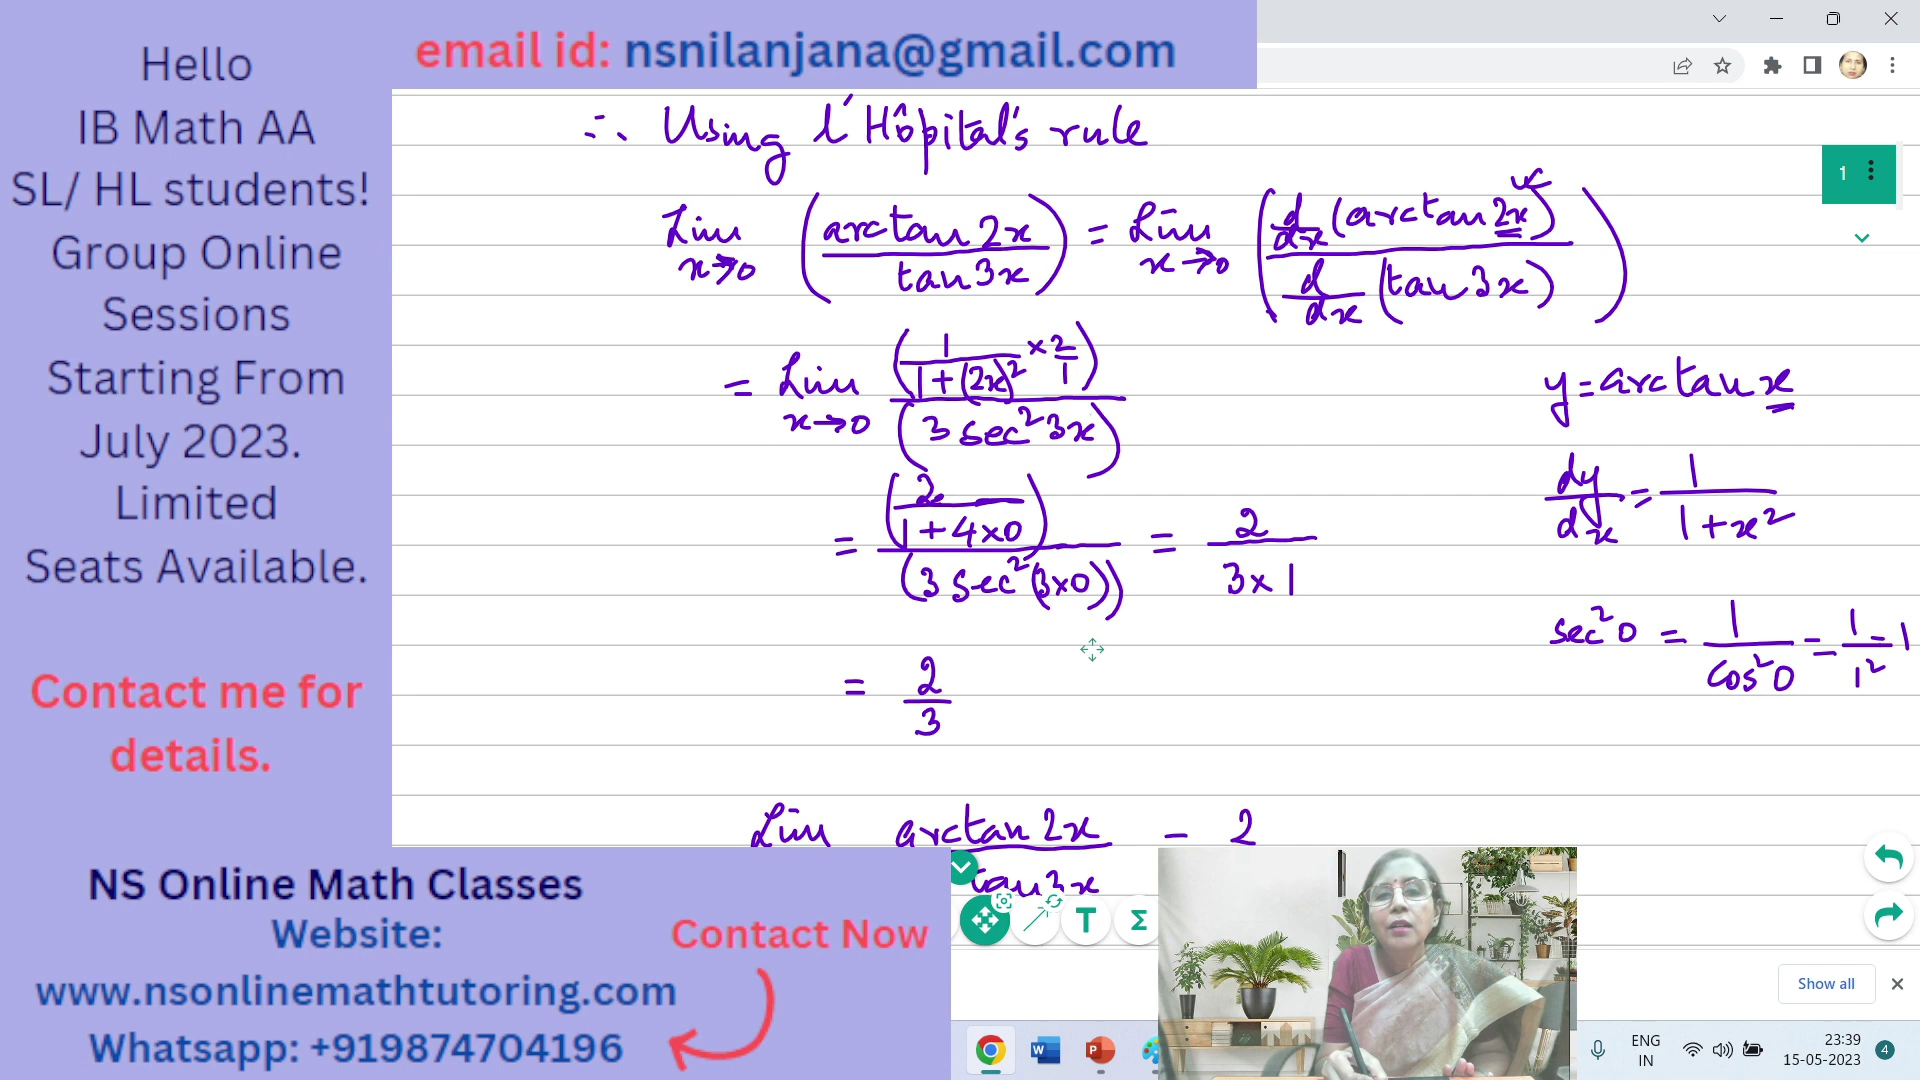 Hello
IB Math AA
SL/ HL students!
Group Online
Sessions
Starting From
July 2023.
Limited
Seats Available.
Contact me for
details.
email id: nsnilanjana@gmail.com
∴ Using l'Hôpital's rule
Lim x→0 (arctan 2x / tan 3x) = Lim x→0 (d/dx (arctan 2x) / d/dx (tan 3x))
= Lim x→0 (1/(1+(2x)²) × 2/1) / (3 sec² 3x)
= (2/(1+4×0)) / (3 sec²(3×0)) = 2/(3×1)
= 2/3
Lim arctan 2x / tan 3x = 2
y = arctan x
dy/dx = 1/(1+x²)
sec²0 = 1/cos²0 = 1/1² = 1
1
NS Online Math Classes
Website:
www.nsonlinemathtutoring.com
Whatsapp: +919874704196
Contact Now
T Σ
Show all
ENG
IN
23:39
15-05-2023
4